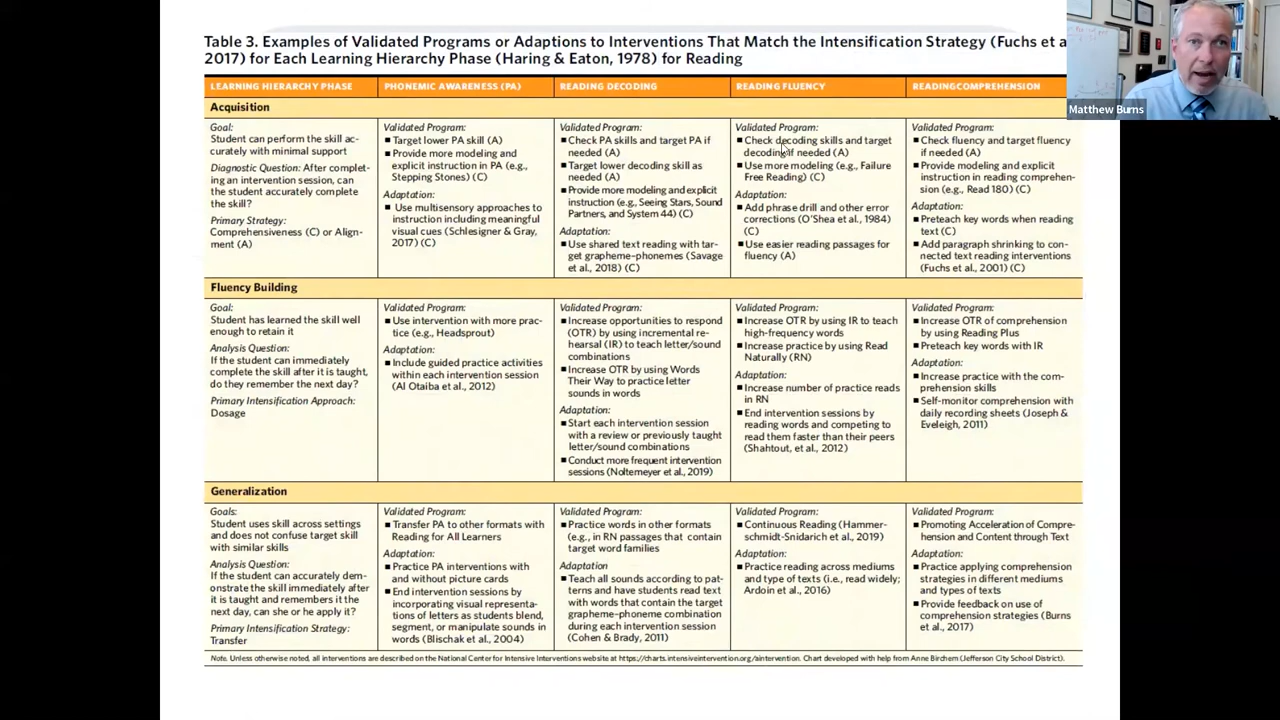 Table 3. Examples of Validated Programs or Adaptions to Interventions That Match the Intensification Strategy (Fuchs et a
2017) for Each Learning Hierarchy Phase (Haring & Eaton, 1978) for Reading
Matthew Burns
LEARNING HIERARCHY PHASE
PHONEMIC AWARENESS (PA)
READING DECODING
READING FLUENCY
READINGCOMPREHENSION
Acquisition
Goal:
Student can perform the skill ac-
curately with minimal support
Diagnostic Question: After complet-
ing an intervention session, can
the student accurately complete
the skill?
Primary Strategy:
Comprehensiveness (C) or Align-
ment (A)
Validated Program:
■ Target lower PA skill (A)
■ Provide more modeling and
explicit instruction in PA (e.g.,
Stepping Stones) (C)
Adaptation:
■ Use multisensory approaches to
instruction including meaningful
visual cues (Schlesigner & Gray,
2017) (C)
Validated Program:
■ Check PA skills and target PA if
needed (A)
■ Target lower decoding skill as
needed (A)
■ Provide more modeling and explicit
instruction (e.g., Seeing Stars, Sound
Partners, and System 44) (C)
Adaptation:
■ Use shared text reading with tar-
get grapheme–phonemes (Savage
et al., 2018) (C)
Validated Program:
■ Check decoding skills and target
decoding if needed (A)
■ Use more modeling (e.g., Failure
Free Reading) (C)
Adaptation:
■ Add phrase drill and other error
corrections (O'Shea et al., 1984)
(C)
■ Use easier reading passages for
fluency (A)
Validated Program:
■ Check fluency and target fluency
if needed (A)
■ Provide modeling and explicit
instruction in reading comprehen-
sion (e.g., Read 180) (C)
Adaptation:
■ Preteach key words when reading
text (C)
■ Add paragraph shrinking to con-
nected text reading interventions
(Fuchs et al., 2001) (C)
Fluency Building
Goal:
Student has learned the skill well
enough to retain it
Analysis Question:
If the student can immediately
complete the skill after it is taught,
do they remember the next day?
Primary Intensification Approach:
Dosage
Validated Program:
■ Use intervention with more prac-
tice (e.g., Headsprout)
Adaptation:
■ Include guided practice activities
within each intervention session
(Al Otaiba et al., 2012)
Validated Program:
■ Increase opportunities to respond
(OTR) by using incremental re-
hearsal (IR) to teach letter/sound
combinations
■ Increase OTR by using Words
Their Way to practice letter
sounds in words
Adaptation:
■ Start each intervention session
with a review or previously taught
letter/sound combinations
■ Conduct more frequent intervention
sessions (Noltemeyer et al., 2019)
Validated Program:
■ Increase OTR by using IR to teach
high-frequency words
■ Increase practice by using Read
Naturally (RN)
Adaptation:
■ Increase number of practice reads
in RN
■ End intervention sessions by
reading words and competing to
read them faster than their peers
(Shahtout, et al., 2012)
Validated Program:
■ Increase OTR of comprehension
by using Reading Plus
■ Preteach key words with IR
Adaptation:
■ Increase practice with the com-
prehension skills
■ Self-monitor comprehension with
daily recording sheets (Joseph &
Eveleigh, 2011)
Generalization
Goals:
Student uses skill across settings
and does not confuse target skill
with similar skills
Analysis Question:
If the student can accurately dem-
onstrate the skill immediately after
it is taught and remembers it the
next day, can she or he apply it?
Primary Intensification Strategy:
Transfer
Validated Program:
■ Transfer PA to other formats with
Reading for All Learners
Adaptation:
■ Practice PA interventions with
and without picture cards
■ End intervention sessions by
incorporating visual representa-
tions of letters as students blend,
segment, or manipulate sounds in
words (Blischak et al., 2004)
Validated Program:
■ Practice words in other formats
(e.g., in RN passages that contain
target word families
Adaptation
■ Teach all sounds according to pat-
terns and have students read text
with words that contain the target
grapheme–phoneme combination
during each intervention session
(Cohen & Brady, 2011)
Validated Program:
■ Continuous Reading (Hammer-
schmidt-Snidarich et al., 2019)
Adaptation:
■ Practice reading across mediums
and type of texts (i.e., read widely;
Ardoin et al., 2016)
Validated Program:
■ Promoting Acceleration of Compre-
hension and Content through Text
Adaptation:
■ Practice applying comprehension
strategies in different mediums
and types of texts
■ Provide feedback on use of
comprehension strategies (Burns
et al., 2017)
Note. Unless otherwise noted, all interventions are described on the National Center for Intensive Interventions website at https://charts.intensiveintervention.org/aintervention. Chart developed with help from Anne Birchem (Jefferson City School District).